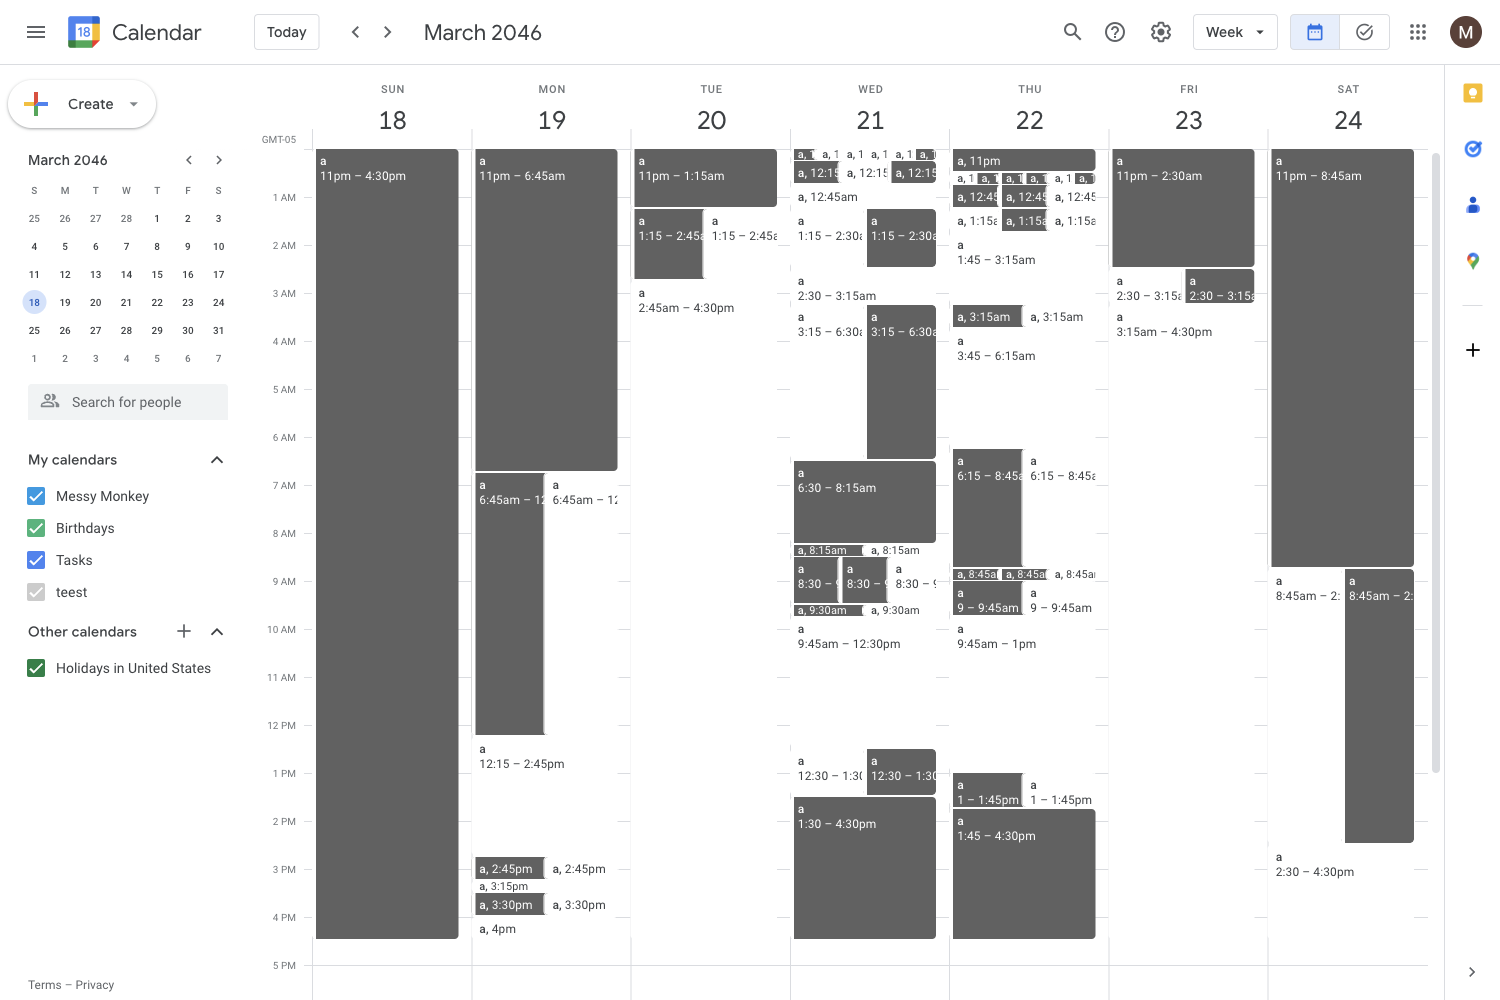 18
Calendar
Today
March 2046
Week
M
Create
March 2046
S M T W T F S
25 26 27 28 1 2 3
4 5 6 7 8 9 10
11 12 13 14 15 16 17
18 19 20 21 22 23 24
25 26 27 28 29 30 31
1 2 3 4 5 6 7
Search for people
My calendars
Messy Monkey
Birthdays
Tasks
teest
Other calendars
Holidays in United States
Terms – Privacy
GMT-05
1 AM
2 AM
3 AM
4 AM
5 AM
6 AM
7 AM
8 AM
9 AM
10 AM
11 AM
12 PM
1 PM
2 PM
3 PM
4 PM
5 PM
SUN
18
a
11pm – 4:30pm
MON
19
a
11pm – 6:45am
a
6:45am – 12
a
6:45am – 12
a
12:15 – 2:45pm
a, 2:45pm
a, 2:45pm
a, 3:15pm
a, 3:30pm
a, 3:30pm
a, 4pm
TUE
20
a
11pm – 1:15am
a
1:15 – 2:45a
a
1:15 – 2:45a
a
2:45am – 4:30pm
WED
21
a, 1
a, 1
a, 1
a, 1
a, 1
a, 1
a, 12:15
a, 12:15
a, 12:15
a, 12:45am
a
1:15 – 2:30a
a
1:15 – 2:30a
a
2:30 – 3:15am
a
3:15 – 6:30a
a
3:15 – 6:30a
a
6:30 – 8:15am
a, 8:15am
a, 8:15am
a
8:30 – 9
a
8:30 – 9
a
8:30 – 9
a, 9:30am
a, 9:30am
a
9:45am – 12:30pm
a
12:30 – 1:30
a
12:30 – 1:30
a
1:30 – 4:30pm
THU
22
a, 11pm
a, 1
a, 1
a, 1
a, 1
a, 1
a, 1
a, 12:45
a, 12:45
a, 12:45
a, 1:15a
a, 1:15a
a, 1:15a
a
1:45 – 3:15am
a, 3:15am
a, 3:15am
a
3:45 – 6:15am
a
6:15 – 8:45a
a
6:15 – 8:45a
a, 8:45a
a, 8:45a
a, 8:45a
a
9 – 9:45am
a
9 – 9:45am
a
9:45am – 1pm
a
1 – 1:45pm
a
1 – 1:45pm
a
1:45 – 4:30pm
FRI
23
a
11pm – 2:30am
a
2:30 – 3:15a
a
2:30 – 3:15a
a
3:15am – 4:30pm
SAT
24
a
11pm – 8:45am
a
8:45am – 2:
a
8:45am – 2:
a
2:30 – 4:30pm